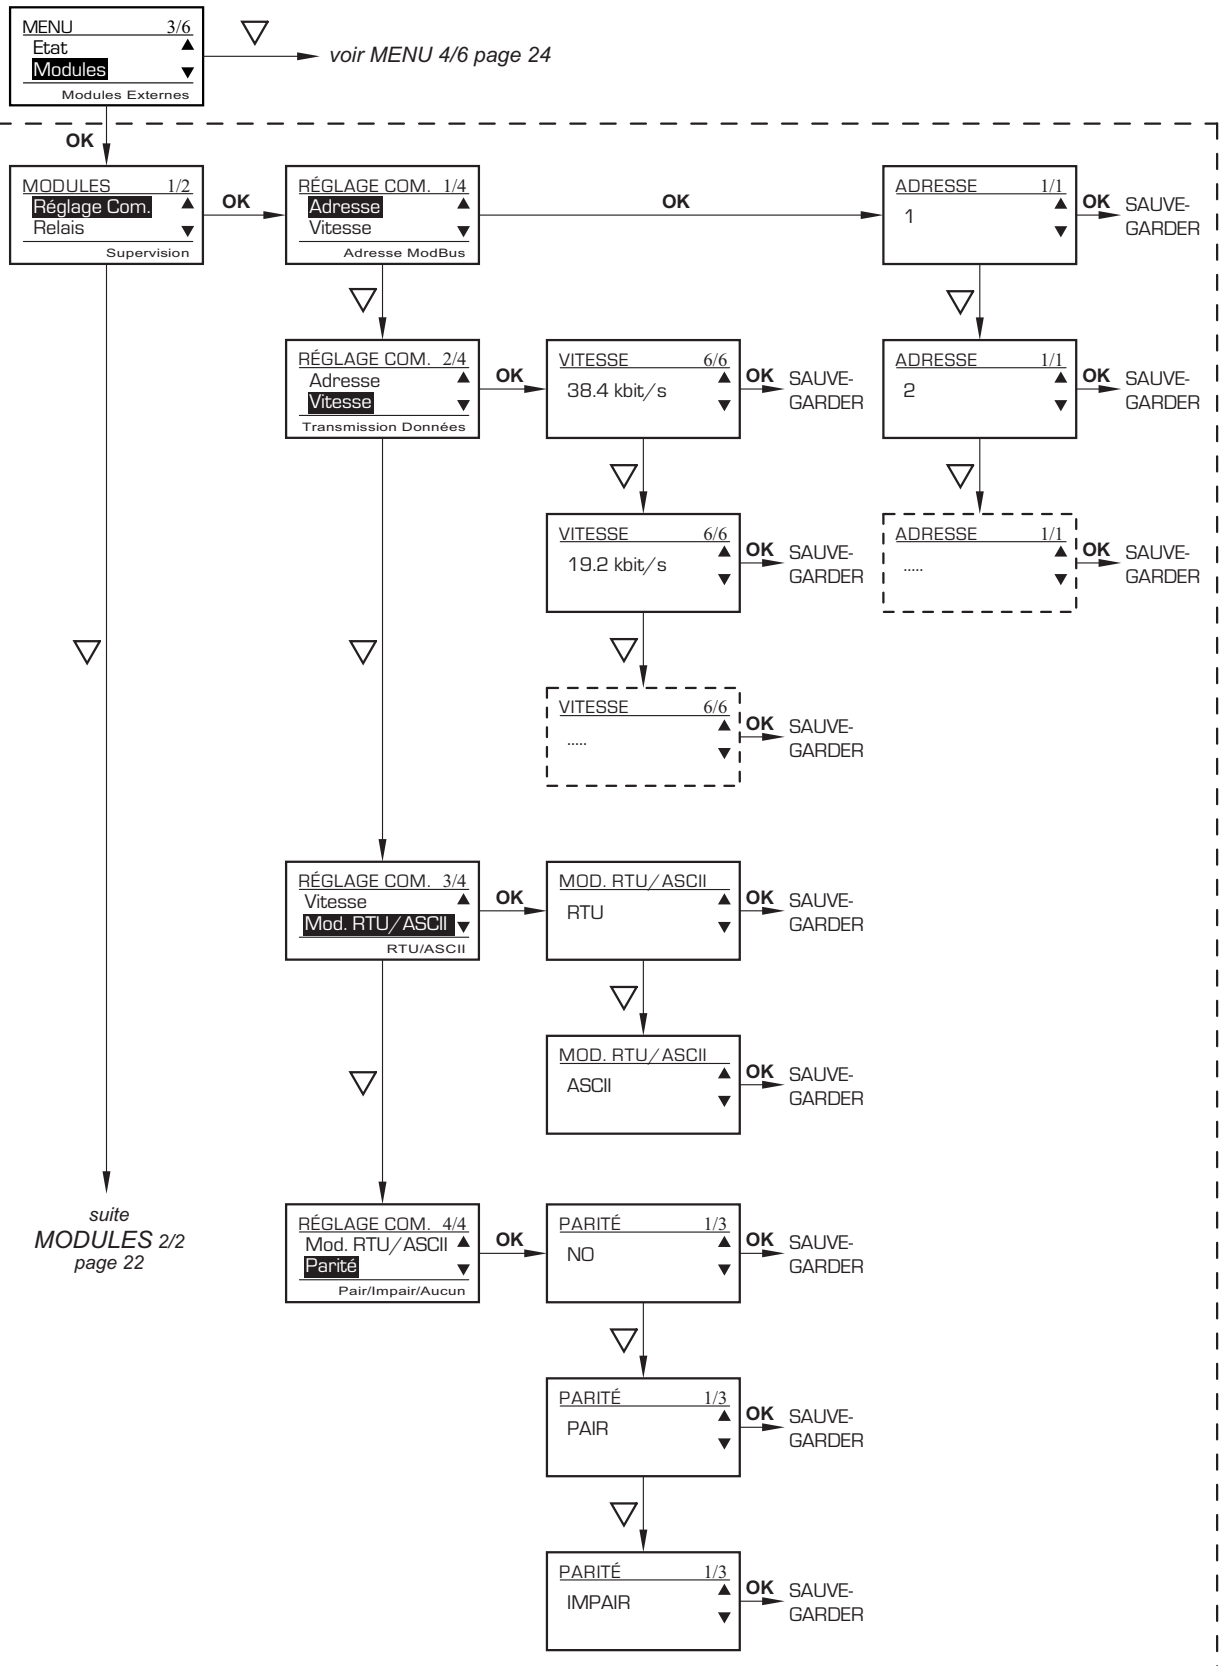 MENU 3/6
Etat
Modules
Modules Externes
voir MENU 4/6 page 24
OK
MODULES 1/2
Réglage Com.
Relais
Supervision
OK
RÉGLAGE COM. 1/4
Adresse
Vitesse
Adresse ModBus
OK
ADRESSE 1/1
1
OK SAUVE-
GARDER
RÉGLAGE COM. 2/4
Adresse
Vitesse
Transmission Données
OK
VITESSE 6/6
38.4 kbit/s
OK SAUVE-
GARDER
ADRESSE 1/1
2
OK SAUVE-
GARDER
VITESSE 6/6
19.2 kbit/s
OK SAUVE-
GARDER
ADRESSE 1/1
.....
OK SAUVE-
GARDER
VITESSE 6/6
.....
OK SAUVE-
GARDER
RÉGLAGE COM. 3/4
Vitesse
Mod. RTU/ASCII
RTU/ASCII
OK
MOD. RTU/ASCII
RTU
OK SAUVE-
GARDER
MOD. RTU/ASCII
ASCII
OK SAUVE-
GARDER
suite
MODULES 2/2
page 22
RÉGLAGE COM. 4/4
Mod. RTU/ASCII
Parité
Pair/Impair/Aucun
OK
PARITÉ 1/3
NO
OK SAUVE-
GARDER
PARITÉ 1/3
PAIR
OK SAUVE-
GARDER
PARITÉ 1/3
IMPAIR
OK SAUVE-
GARDER